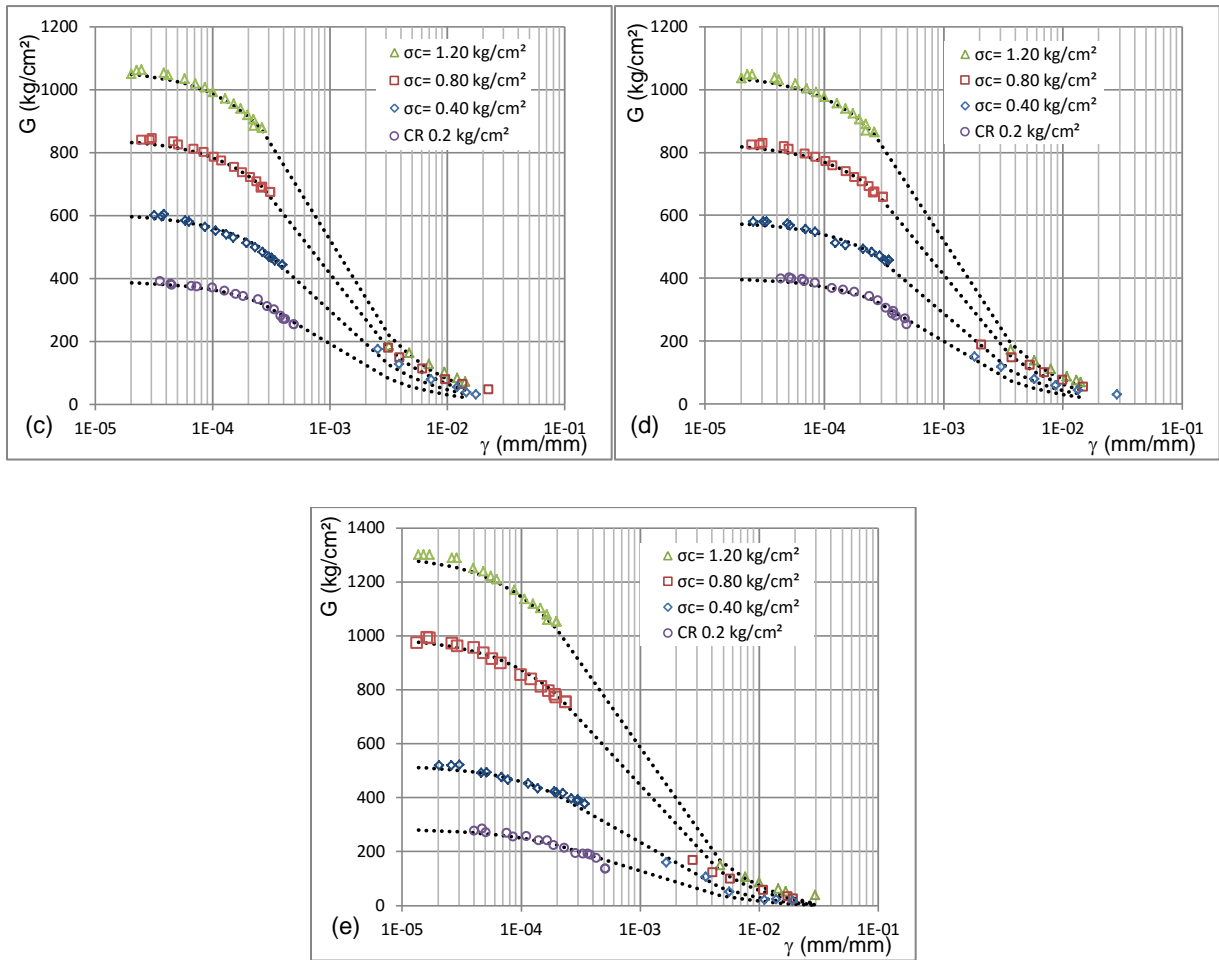 1200
1000
800
600
400
200
0
G (kg/cm²)
σc= 1.20 kg/cm²
σc= 0.80 kg/cm²
σc= 0.40 kg/cm²
CR 0.2 kg/cm²
1E-05 1E-04 1E-03 1E-02 1E-01
γ (mm/mm)
(c)
1200
1000
800
600
400
200
0
G (kg/cm²)
σc= 1.20 kg/cm²
σc= 0.80 kg/cm²
σc= 0.40 kg/cm²
CR 0.2 kg/cm²
1E-05 1E-04 1E-03 1E-02 1E-01
γ (mm/mm)
(d)
1400
1200
1000
800
600
400
200
0
G (kg/cm²)
σc= 1.20 kg/cm²
σc= 0.80 kg/cm²
σc= 0.40 kg/cm²
CR 0.2 kg/cm²
1E-05 1E-04 1E-03 1E-02 1E-01
γ (mm/mm)
(e)